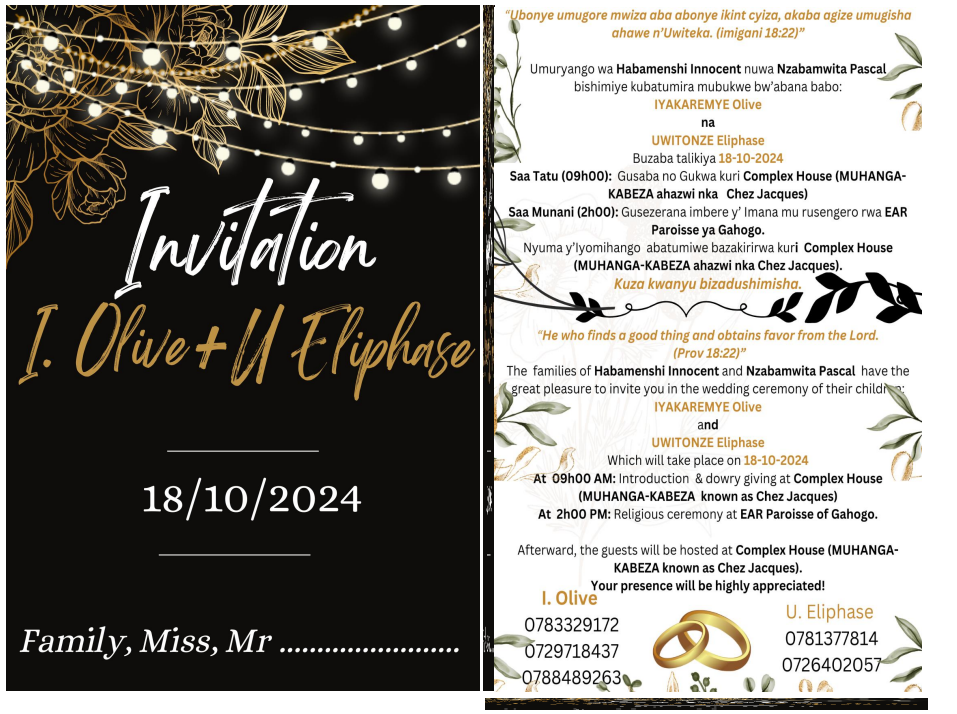 Invitation
I. Olive + U Eliphase
18/10/2024
Family, Miss, Mr ........................
“Ubonye umugore mwiza aba abonye ikint cyiza, akaba agize umugisha
ahawe n’Uwiteka. (imigani 18:22)”
Umuryango wa Habamenshi Innocent nuwa Nzabamwita Pascal
bishimiye kubatumira mubukwe bw’abana babo:
IYAKAREMYE Olive
na
UWITONZE Eliphase
Buzaba talikiya 18-10-2024
Saa Tatu (09h00): Gusaba no Gukwa kuri Complex House (MUHANGA-
KABEZA ahazwi nka Chez Jacques)
Saa Munani (2h00): Gusezerana imbere y’ Imana mu rusengero rwa EAR
Paroisse ya Gahogo.
Nyuma y’Iyomihango abatumiwe bazakirirwa kuri Complex House
(MUHANGA-KABEZA ahazwi nka Chez Jacques).
Kuza kwanyu bizadushimisha.
“He who finds a good thing and obtains favor from the Lord.
(Prov 18:22)”
The families of Habamenshi Innocent and Nzabamwita Pascal have the
great pleasure to invite you in the wedding ceremony of their children:
IYAKAREMYE Olive
and
UWITONZE Eliphase
Which will take place on 18-10-2024
At 09h00 AM: Introduction & dowry giving at Complex House
(MUHANGA-KABEZA known as Chez Jacques)
At 2h00 PM: Religious ceremony at EAR Paroisse of Gahogo.
Afterward, the guests will be hosted at Complex House (MUHANGA-
KABEZA known as Chez Jacques).
Your presence will be highly appreciated!
I. Olive
0783329172
0729718437
0788489263
U. Eliphase
0781377814
0726402057